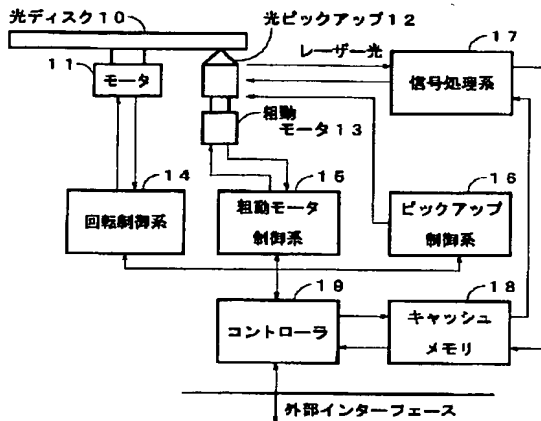 光ディスク10
光ピックアップ12
11
モータ
レーザー光
17
信号処理系
粗動
モータ13
14
回転制御系
15
粗動モータ
制御系
16
ピックアップ
制御系
19
コントローラ
18
キャッシュ
メモリ
外部インターフェース